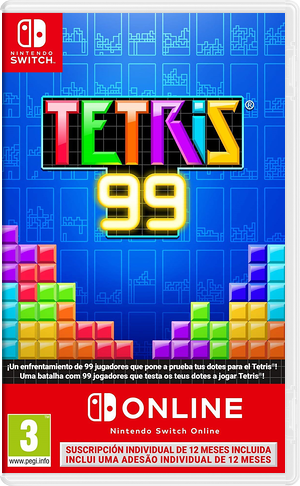 NINTENDO
SWITCH
TETRIS®
99
¡Un enfrentamiento de 99 jugadores que pone a prueba tus dotes para el Tetris®!
Uma batalha com 99 jogadores que testa os teus dotes a jogar Tetris®!
ONLINE
Nintendo Switch Online
3
www.pegi.info
SUSCRIPCIÓN INDIVIDUAL DE 12 MESES INCLUIDA
INCLUI UMA ADESÃO INDIVIDUAL DE 12 MESES